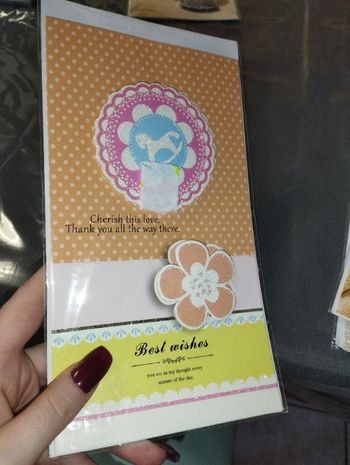 Cherish this love.
Thank you all the way there.
Best wishes
you are in my thought every
minute of the day.